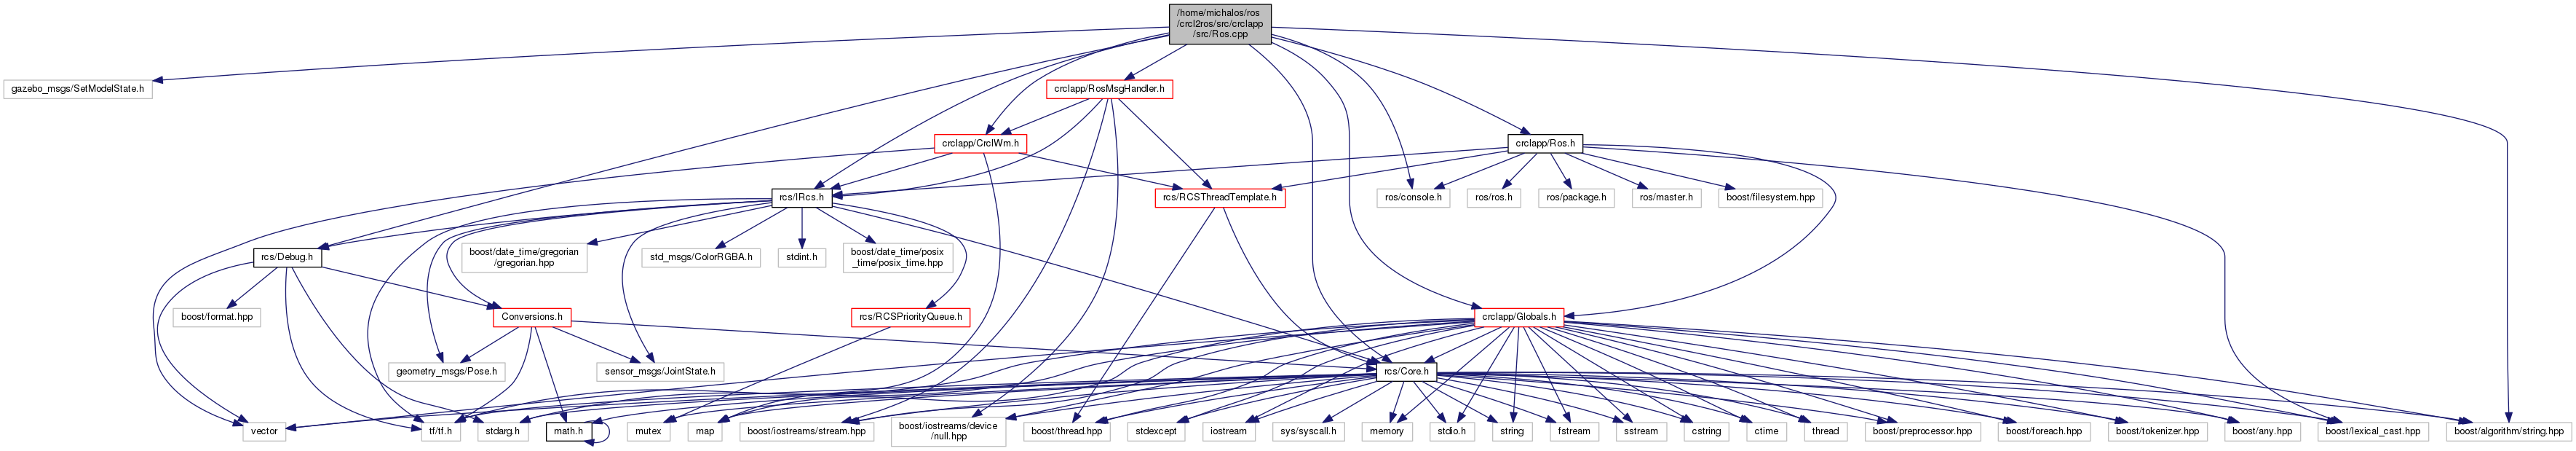 /home/michalos/ros
/crcl2ros/src/crclapp
/src/Ros.cpp
gazebo_msgs/SetModelState.h
crclapp/RosMsgHandler.h
crclapp/CrclWm.h
crclapp/Ros.h
rcs/IRcs.h
rcs/RCSThreadTemplate.h
ros/console.h
ros/ros.h
ros/package.h
ros/master.h
boost/filesystem.hpp
rcs/Debug.h
boost/date_time/gregorian
/gregorian.hpp
std_msgs/ColorRGBA.h
stdint.h
boost/date_time/posix
_time/posix_time.hpp
boost/format.hpp
Conversions.h
rcs/RCSPriorityQueue.h
crclapp/Globals.h
geometry_msgs/Pose.h
sensor_msgs/JointState.h
rcs/Core.h
vector
tf/tf.h
stdarg.h
math.h
mutex
map
boost/iostreams/stream.hpp
boost/iostreams/device
/null.hpp
boost/thread.hpp
stdexcept
iostream
sys/syscall.h
memory
stdio.h
string
fstream
sstream
cstring
ctime
thread
boost/preprocessor.hpp
boost/foreach.hpp
boost/tokenizer.hpp
boost/any.hpp
boost/lexical_cast.hpp
boost/algorithm/string.hpp